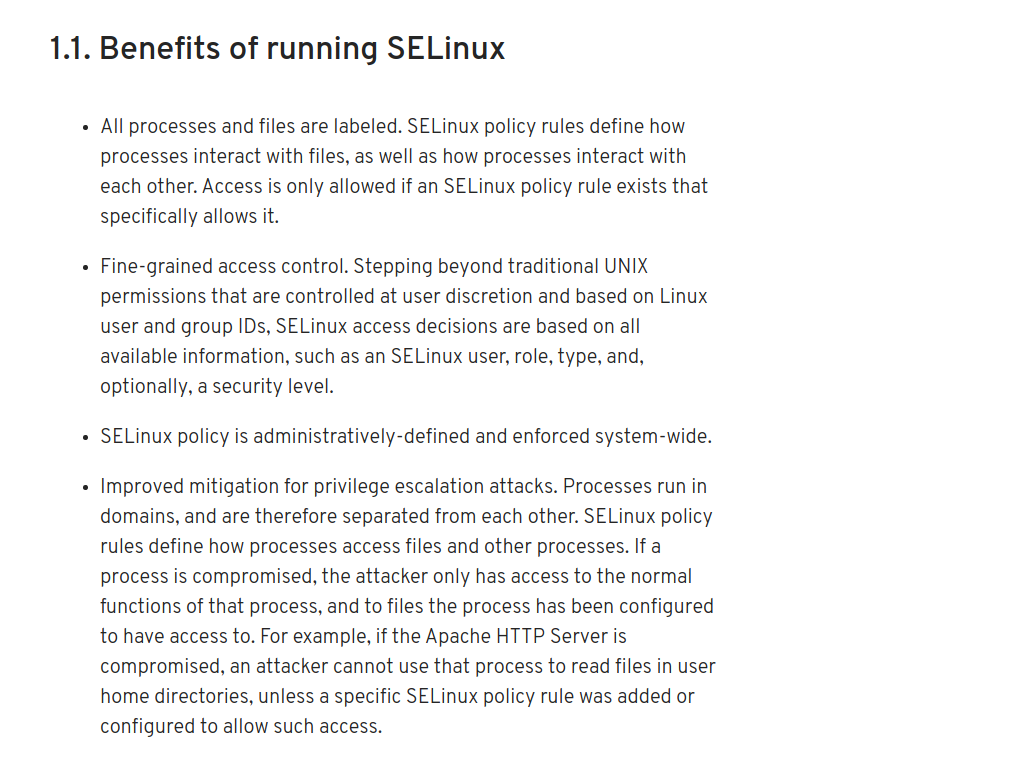 1.1. Benefits of running SELinux
• All processes and files are labeled. SELinux policy rules define how
processes interact with files, as well as how processes interact with
each other. Access is only allowed if an SELinux policy rule exists that
specifically allows it.
• Fine-grained access control. Stepping beyond traditional UNIX
permissions that are controlled at user discretion and based on Linux
user and group IDs, SELinux access decisions are based on all
available information, such as an SELinux user, role, type, and,
optionally, a security level.
• SELinux policy is administratively-defined and enforced system-wide.
• Improved mitigation for privilege escalation attacks. Processes run in
domains, and are therefore separated from each other. SELinux policy
rules define how processes access files and other processes. If a
process is compromised, the attacker only has access to the normal
functions of that process, and to files the process has been configured
to have access to. For example, if the Apache HTTP Server is
compromised, an attacker cannot use that process to read files in user
home directories, unless a specific SELinux policy rule was added or
configured to allow such access.